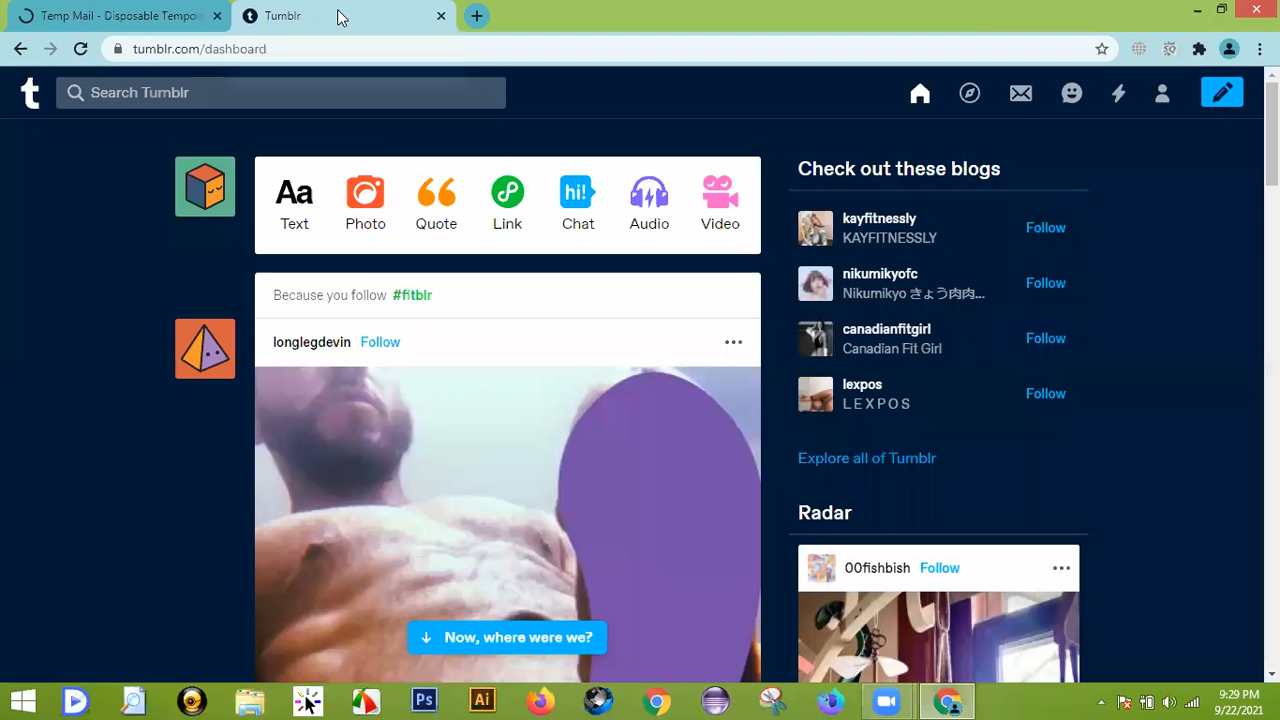 Temp Mail - Disposable Tempo
Tumblr
tumblr.com/dashboard
t
Search Tumblr
Aa
hi!
Text
Photo
Quote
Link
Chat
Audio
Video
Because you follow #fitblr
longlegdevin Follow
Now, where were we?
Check out these blogs
kayfitnessly
KAYFITNESSLY
Follow
nikumikyofc
Nikumikyo きょう肉肉...
Follow
canadianfitgirl
Canadian Fit Girl
Follow
lexpos
L E X P O S
Follow
Explore all of Tumblr
Radar
00fishbish Follow
Ps
Ai
9:29 PM
9/22/2021